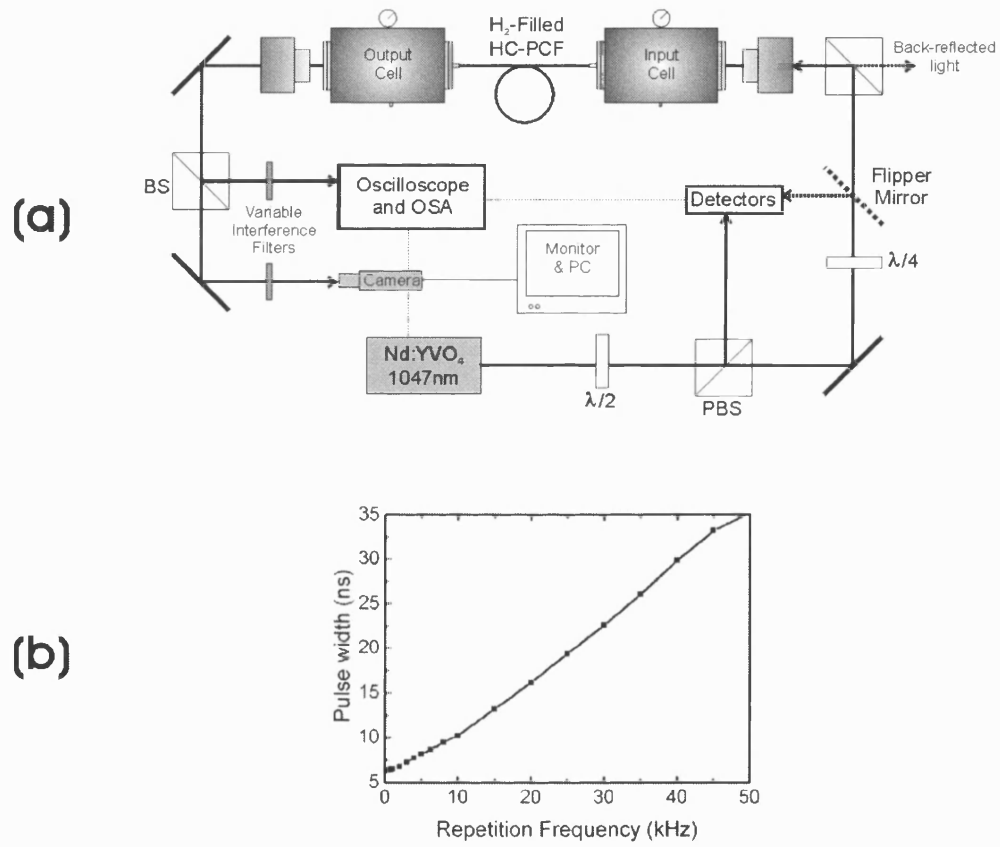 (a)
Output
Cell
H₂-Filled
HC-PCF
Input
Cell
Back-reflected
light
BS
Variable
Interference
Filters
Oscilloscope
and OSA
Detectors
Flipper
Mirror
Camera
Monitor
& PC
λ/4
Nd:YVO₄
1047nm
λ/2
PBS
(b)
Pulse width (ns)
35
30
25
20
15
10
5
0
10
20
30
40
50
Repetition Frequency (kHz)